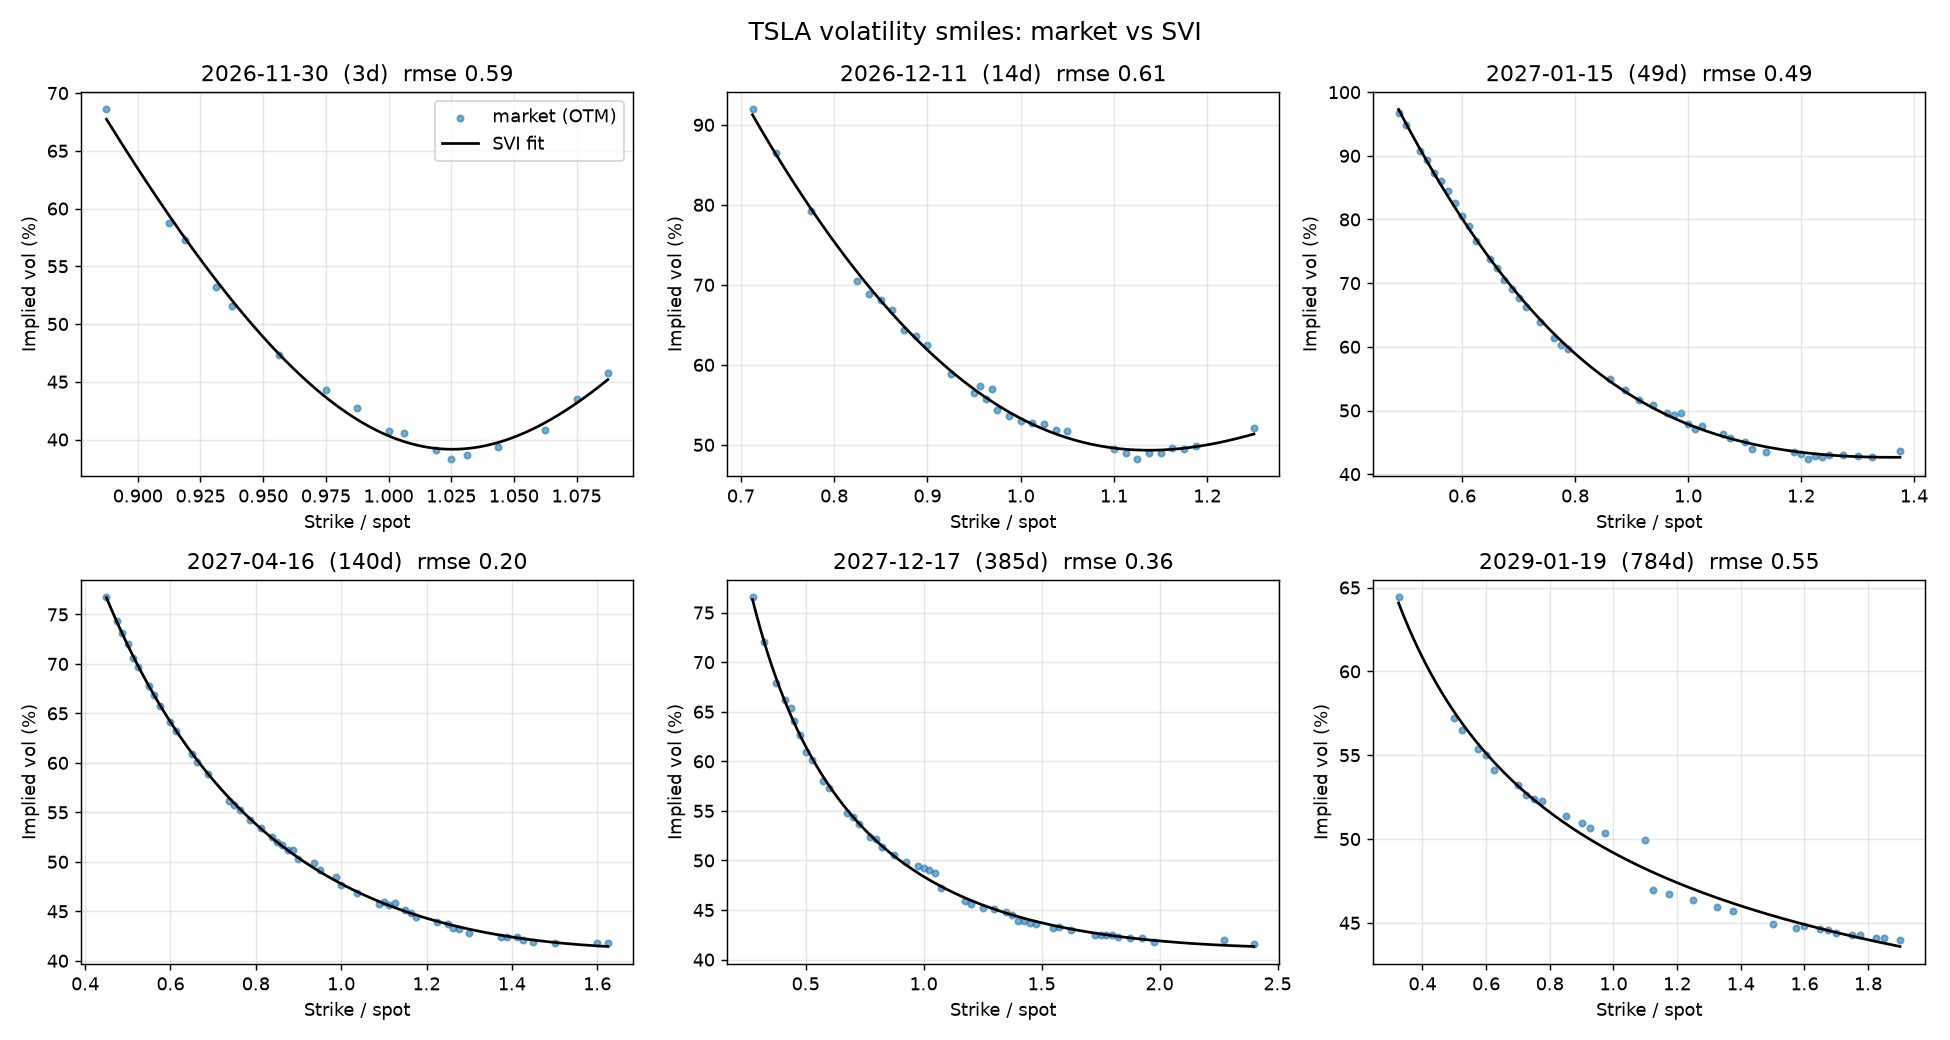 TSLA volatility smiles: market vs SVI
2026-11-30  (3d)  rmse 0.59
70
65
60
55
50
45
40
Implied vol (%)
market (OTM)
SVI fit
0.900 0.925 0.950 0.975 1.000 1.025 1.050 1.075
Strike / spot
2026-12-11  (14d)  rmse 0.61
90
80
70
60
50
Implied vol (%)
0.7 0.8 0.9 1.0 1.1 1.2
Strike / spot
2027-01-15  (49d)  rmse 0.49
100
90
80
70
60
50
40
Implied vol (%)
0.6 0.8 1.0 1.2 1.4
Strike / spot
2027-04-16  (140d)  rmse 0.20
75
70
65
60
55
50
45
40
Implied vol (%)
0.4 0.6 0.8 1.0 1.2 1.4 1.6
Strike / spot
2027-12-17  (385d)  rmse 0.36
75
70
65
60
55
50
45
40
Implied vol (%)
0.5 1.0 1.5 2.0 2.5
Strike / spot
2029-01-19  (784d)  rmse 0.55
65
60
55
50
45
Implied vol (%)
0.4 0.6 0.8 1.0 1.2 1.4 1.6 1.8
Strike / spot